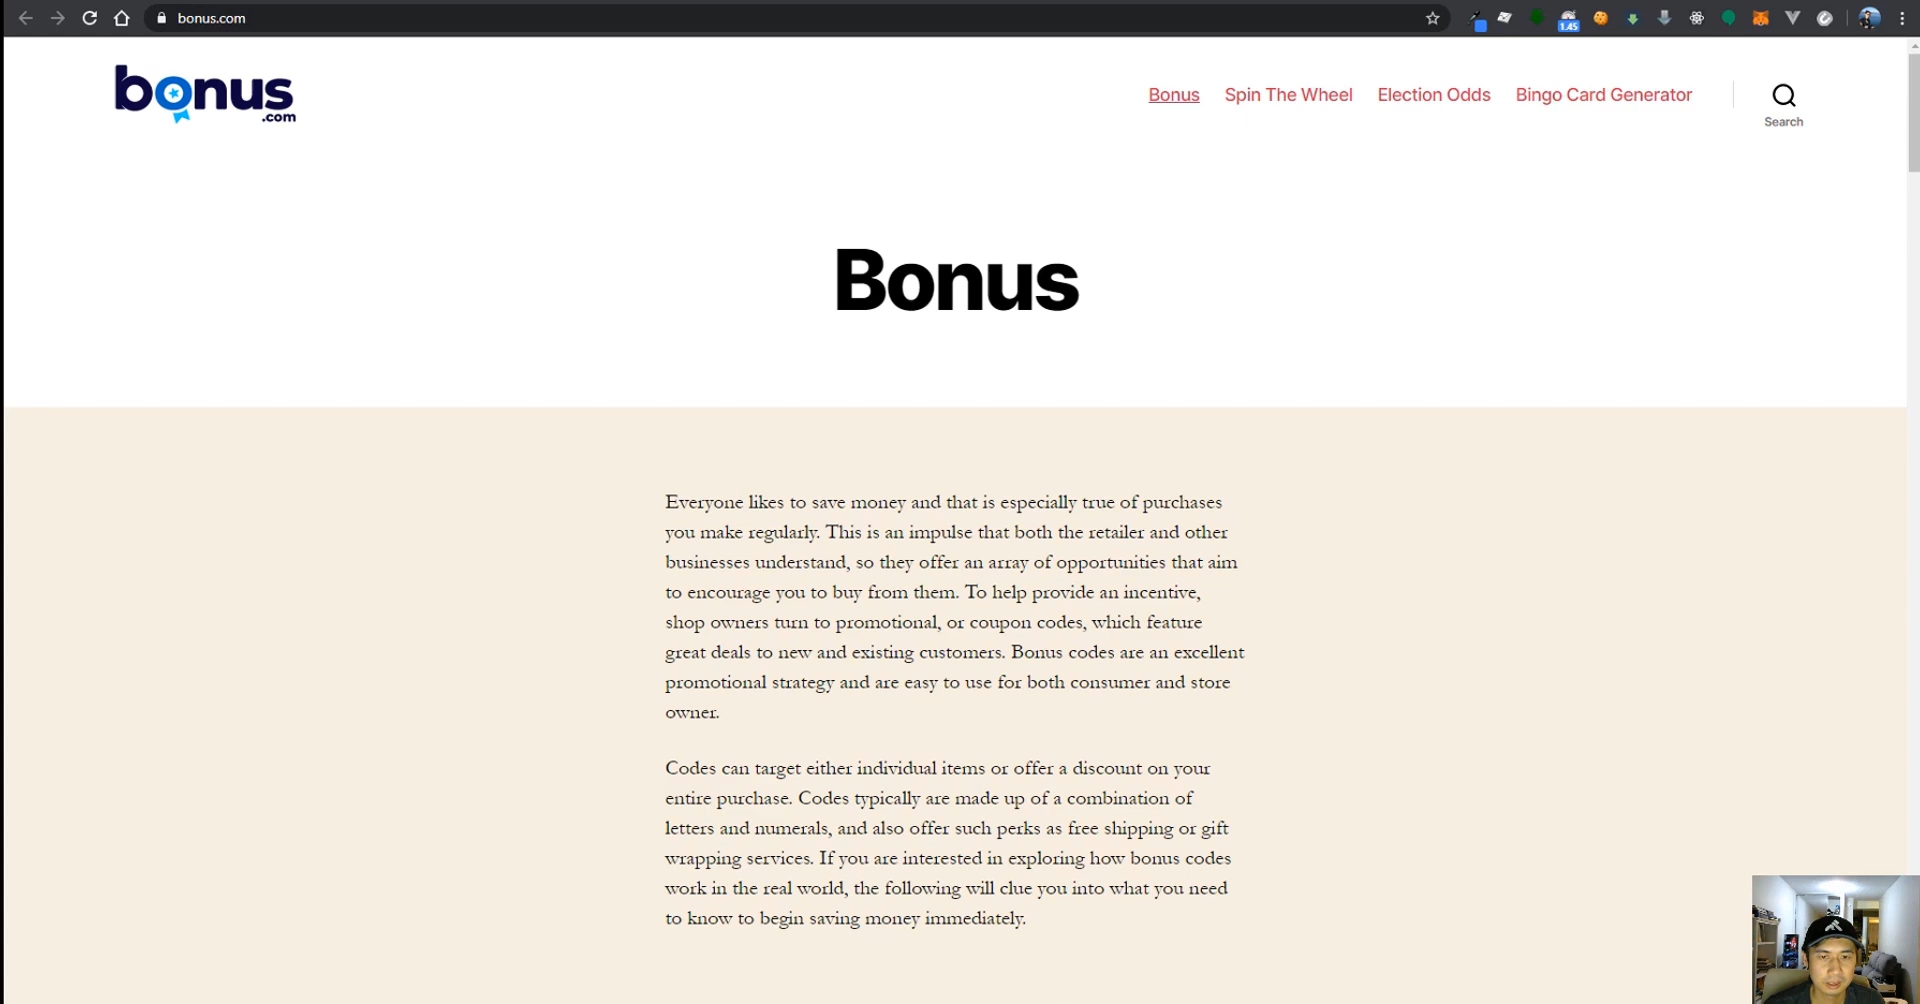 bonus.com
1.45
bonus
.com
Bonus
Spin The Wheel
Election Odds
Bingo Card Generator
Search
Bonus
Everyone likes to save money and that is especially true of purchases
you make regularly. This is an impulse that both the retailer and other
businesses understand, so they offer an array of opportunities that aim
to encourage you to buy from them. To help provide an incentive,
shop owners turn to promotional, or coupon codes, which feature
great deals to new and existing customers. Bonus codes are an excellent
promotional strategy and are easy to use for both consumer and store
owner.
Codes can target either individual items or offer a discount on your
entire purchase. Codes typically are made up of a combination of
letters and numerals, and also offer such perks as free shipping or gift
wrapping services. If you are interested in exploring how bonus codes
work in the real world, the following will clue you into what you need
to know to begin saving money immediately.